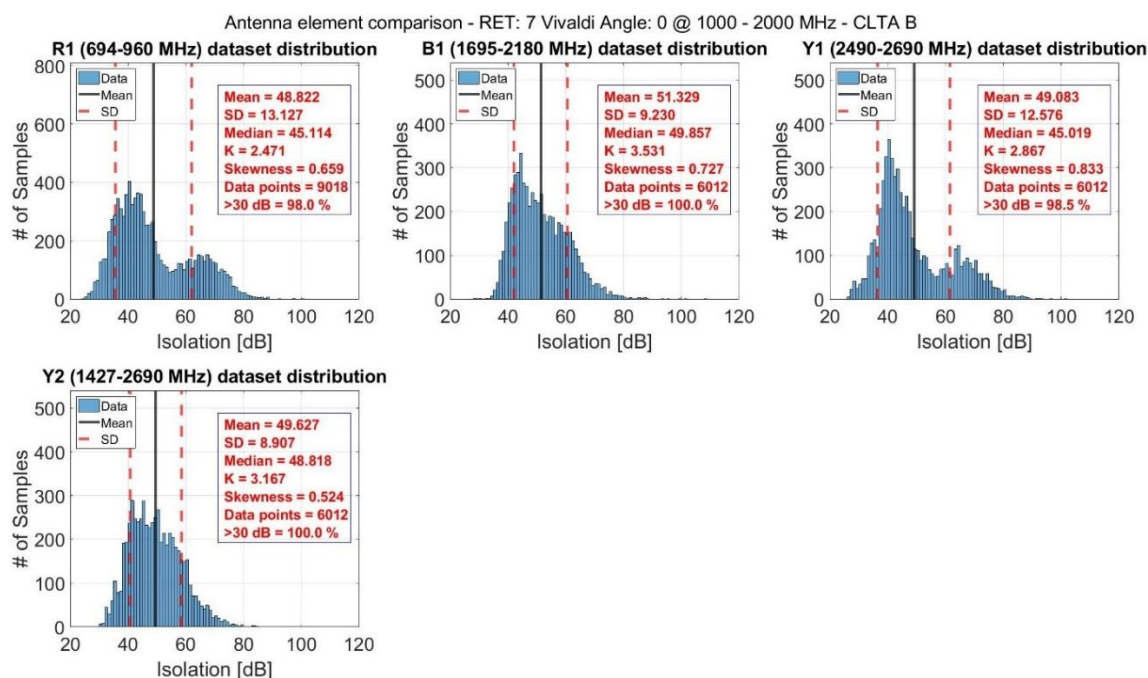 Antenna element comparison - RET: 7 Vivaldi Angle: 0 @ 1000 - 2000 MHz - CLTA B
R1 (694-960 MHz) dataset distribution
800
600
400
200
0
# of Samples
Data
Mean
SD
Mean = 48.822
SD = 13.127
Median = 45.114
K = 2.471
Skewness = 0.659
Data points = 9018
>30 dB = 98.0 %
20 40 60 80 100 120
Isolation [dB]
B1 (1695-2180 MHz) dataset distribution
500
400
300
200
100
0
# of Samples
Data
Mean
SD
Mean = 51.329
SD = 9.230
Median = 49.857
K = 3.531
Skewness = 0.727
Data points = 6012
>30 dB = 100.0 %
20 40 60 80 100 120
Isolation [dB]
Y1 (2490-2690 MHz) dataset distribution
500
400
300
200
100
0
# of Samples
Data
Mean
SD
Mean = 49.083
SD = 12.576
Median = 45.019
K = 2.867
Skewness = 0.833
Data points = 6012
>30 dB = 98.5 %
20 40 60 80 100 120
Isolation [dB]
Y2 (1427-2690 MHz) dataset distribution
500
400
300
200
100
0
# of Samples
Data
Mean
SD
Mean = 49.627
SD = 8.907
Median = 48.818
K = 3.167
Skewness = 0.524
Data points = 6012
>30 dB = 100.0 %
20 40 60 80 100 120
Isolation [dB]